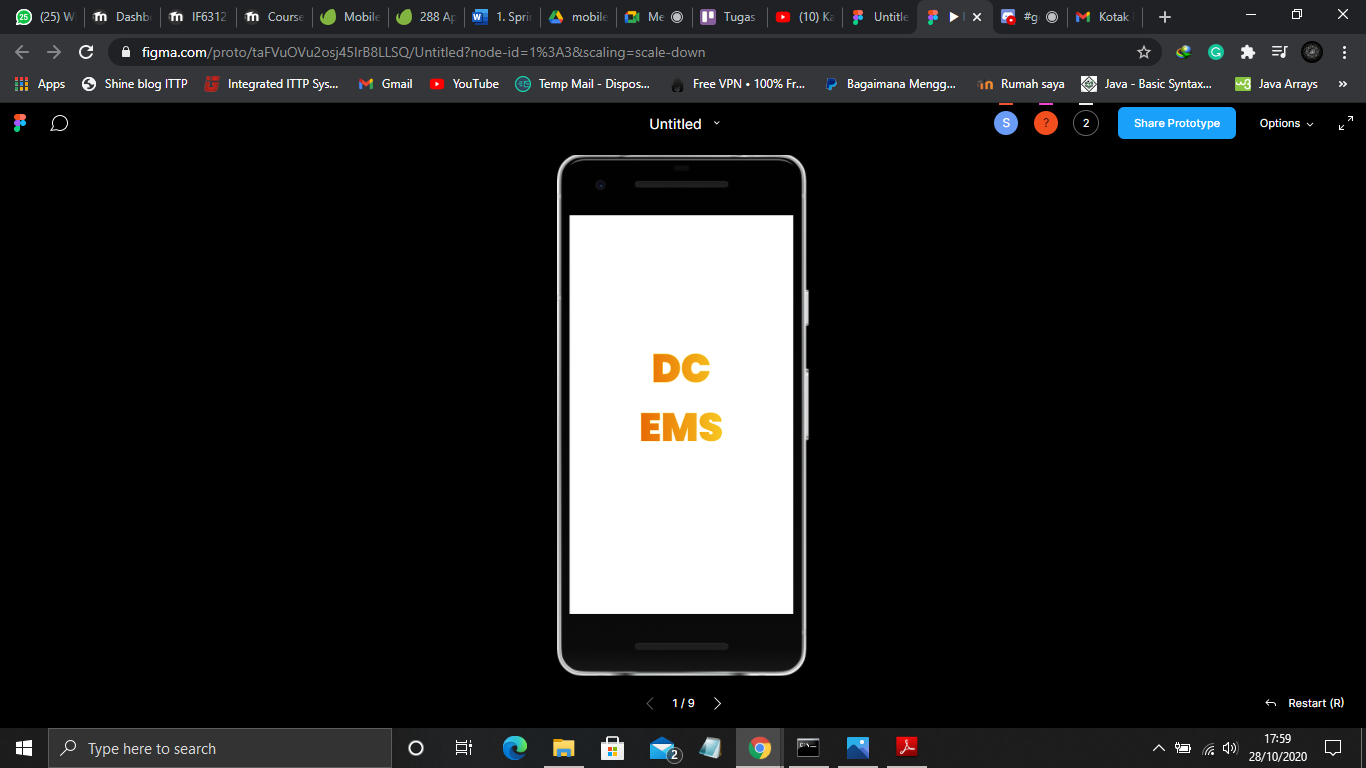 (25) W
Dashb
IF6312
Course
Mobile
288 Ap
1. Sprin
mobile
Me
Tugas
(10) Ka
Untitle
#g
Kotak
figma.com/proto/taFVuOVu2osj45IrB8LLSQ/Untitled?node-id=1%3A3&scaling=scale-down
Apps
Shine blog ITTP
Integrated ITTP Sys...
Gmail
YouTube
Temp Mail - Dispos...
Free VPN • 100% Fr...
Bagaimana Mengg...
Rumah saya
Java - Basic Syntax...
Java Arrays
»
Untitled
S
?
2
Share Prototype
Options
DC
EMS
1 / 9
Restart (R)
Type here to search
2
17:59
28/10/2020